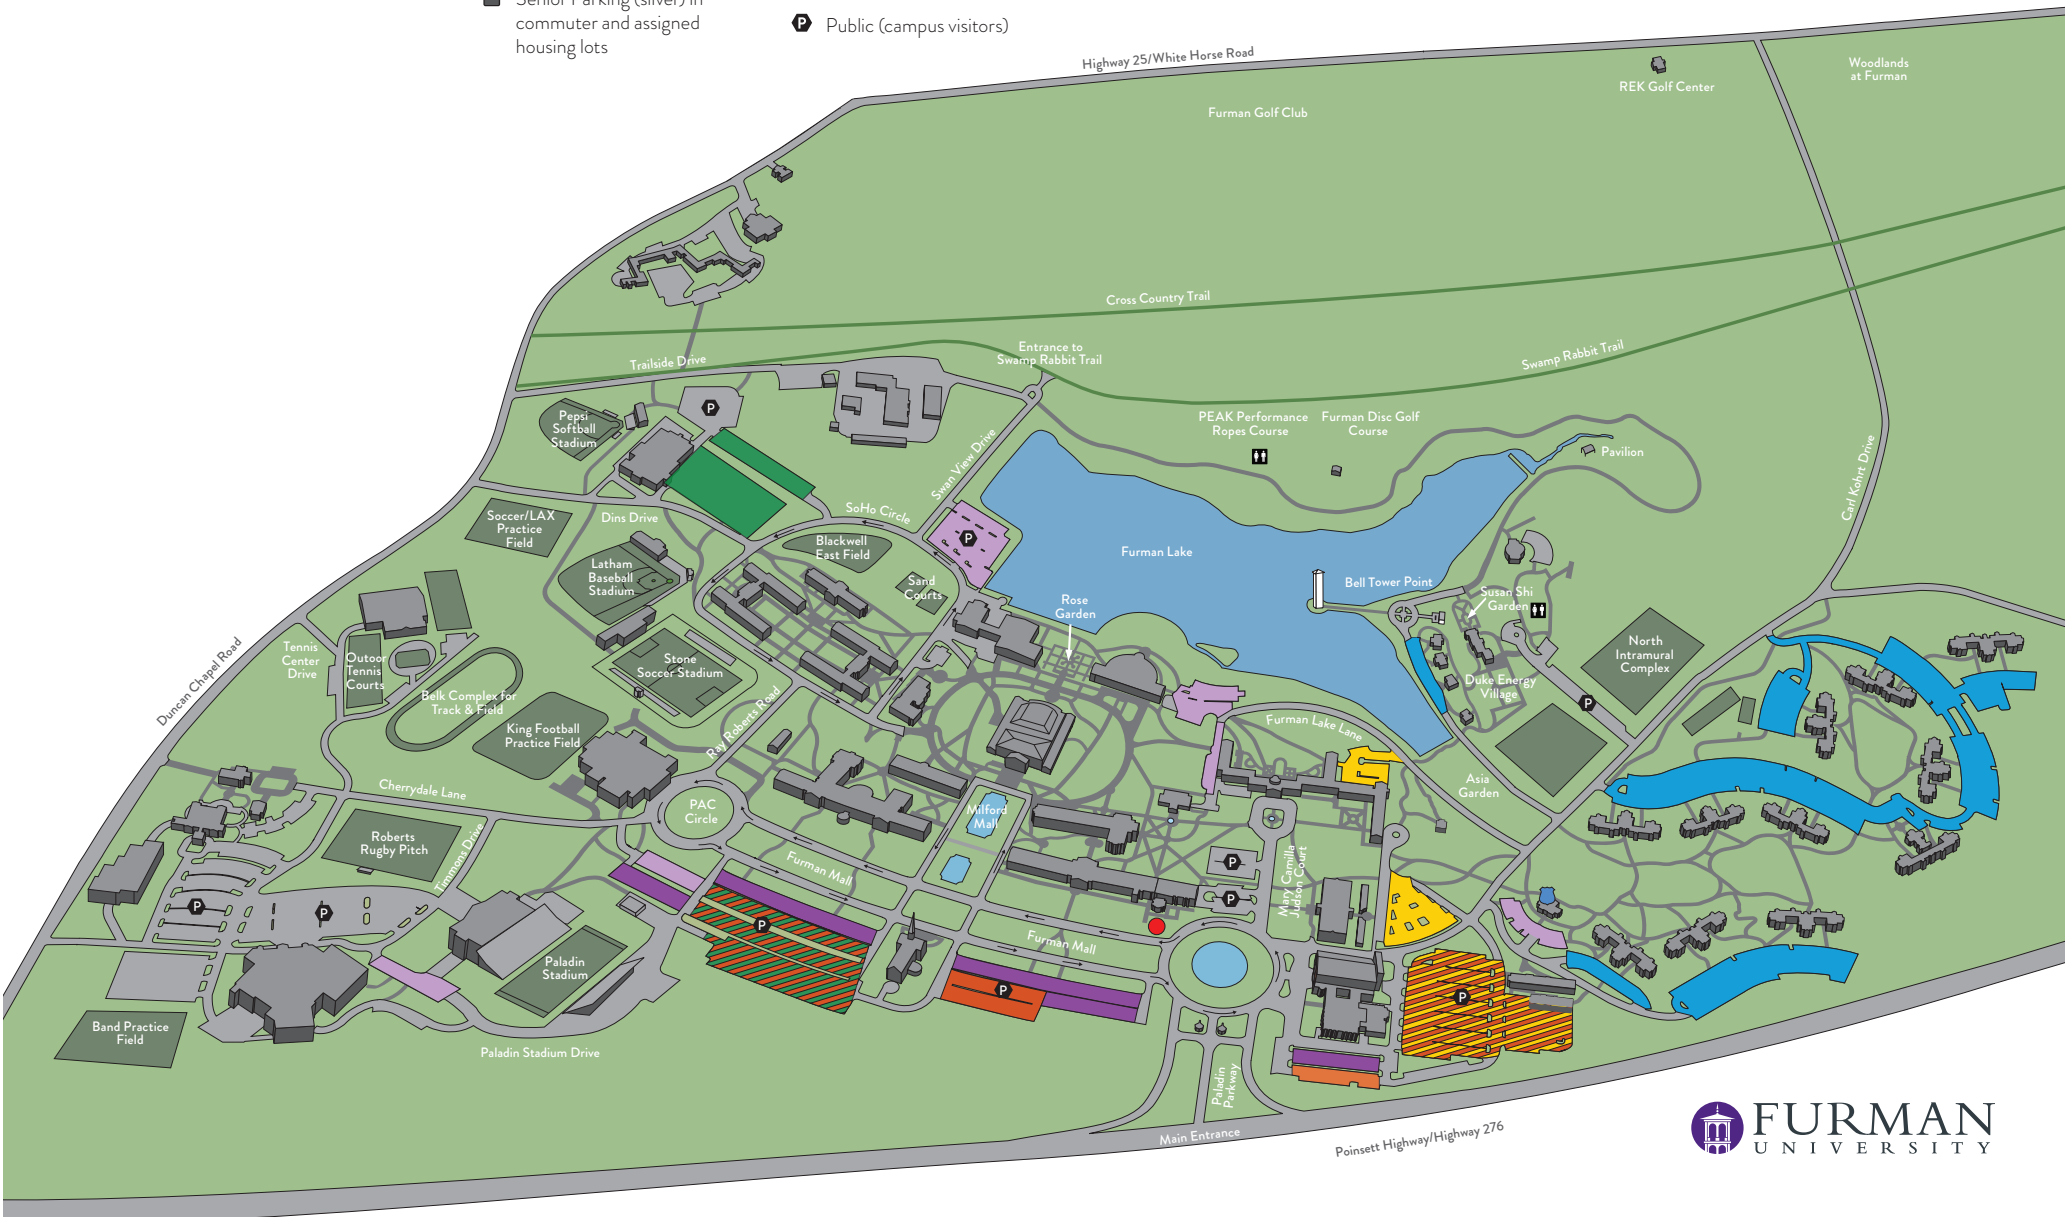 Senior Parking (silver) in
commuter and assigned
housing lots
P Public (campus visitors)
Highway 25/White Horse Road
REK Golf Center
Woodlands
at Furman
Furman Golf Club
Cross Country Trail
Swamp Rabbit Trail
Entrance to
Swamp Rabbit Trail
Trailside Drive
Pepsi
Softball
Stadium
P
PEAK Performance
Ropes Course
Furman Disc Golf
Course
Pavilion
Swan View Drive
Carl Kohrt Drive
Soccer/LAX
Practice
Field
Dins Drive
SoHo Circle
Blackwell
East Field
P
Furman Lake
Latham
Baseball
Stadium
Sand
Courts
Rose
Garden
Bell Tower Point
Susan Shi
Garden
Duncan Chapel Road
Tennis
Center
Drive
Outoor
Tennis
Courts
Stone
Soccer Stadium
North
Intramural
Complex
Belk Complex for
Track & Field
Duke Energy
Village
P
King Football
Practice Field
Ray Roberts Road
Furman Lake Lane
Cherrydale Lane
PAC
Circle
Milford
Mall
Asia
Garden
Roberts
Rugby Pitch
Timmons Drive
Furman Mall
P
Mary Camilla
Judson Court
P
P
P
P
Furman Mall
Paladin
Stadium
P
P
Band Practice
Field
Paladin Stadium Drive
Paladin
Parkway
Main Entrance
Poinsett Highway/Highway 276
FURMAN
UNIVERSITY